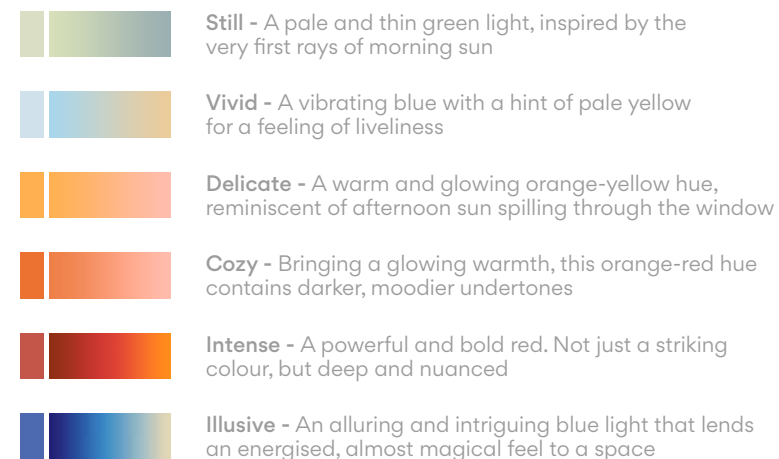 Still - A pale and thin green light, inspired by the
very first rays of morning sun
Vivid - A vibrating blue with a hint of pale yellow
for a feeling of liveliness
Delicate - A warm and glowing orange-yellow hue,
reminiscent of afternoon sun spilling through the window
Cozy - Bringing a glowing warmth, this orange-red hue
contains darker, moodier undertones
Intense - A powerful and bold red. Not just a striking
colour, but deep and nuanced
Illusive - An alluring and intriguing blue light that lends
an energised, almost magical feel to a space